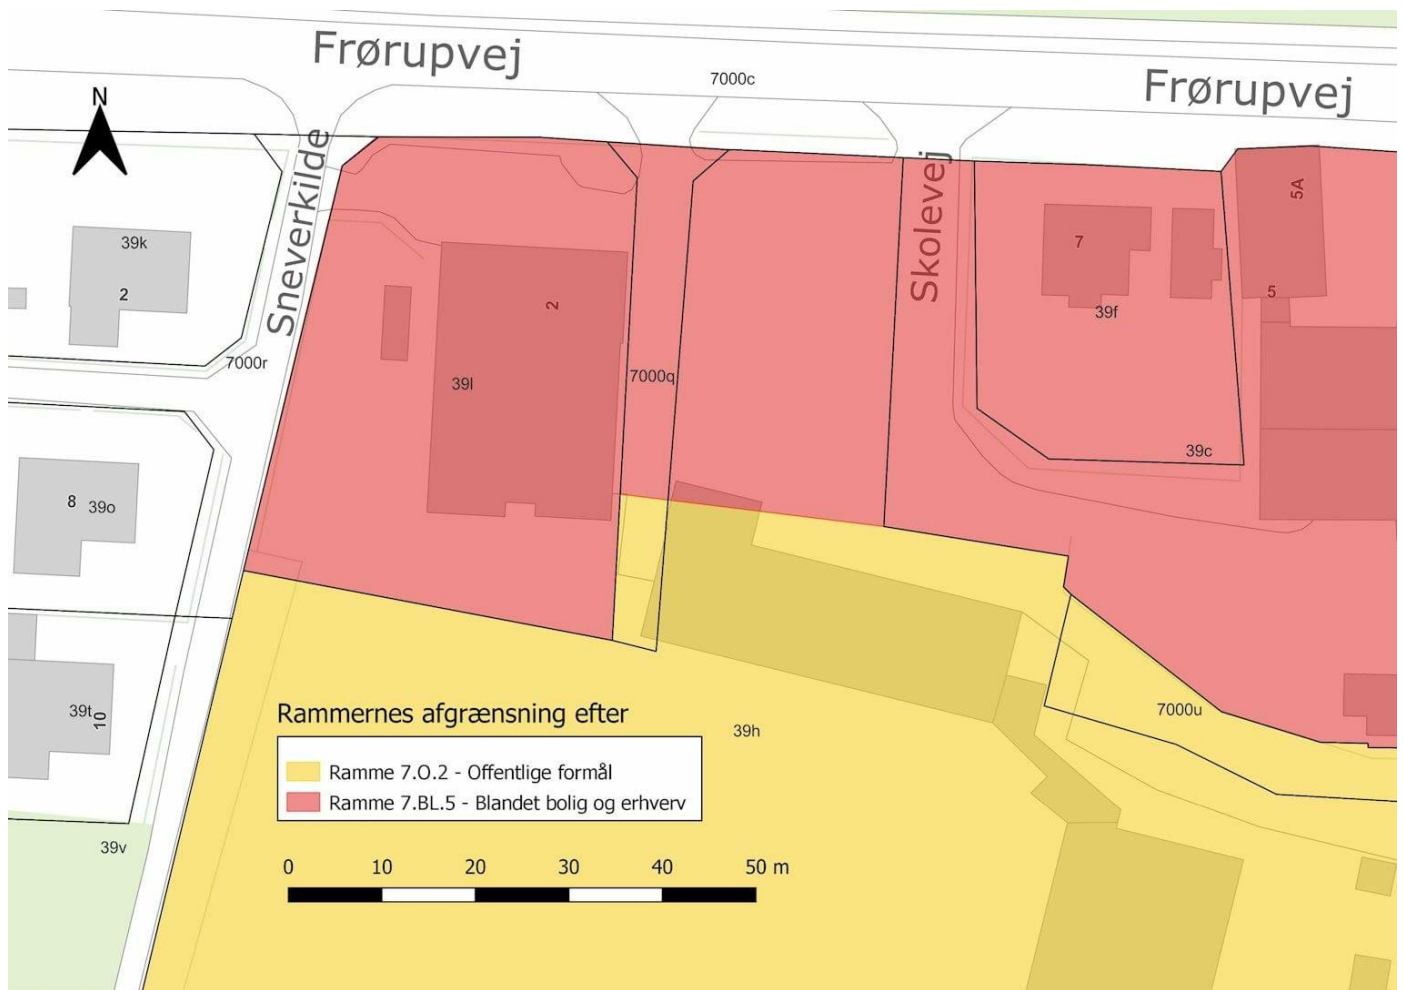 Frørupvej
7000c
Frørupvej
N
Sneverkilde
Skolevej
5A
39k
2
7
5
2
39f
7000r
39l
7000q
39c
8
39o
39t
10
7000u
39h
Rammernes afgrænsning efter
Ramme 7.O.2 - Offentlige formål
Ramme 7.BL.5 - Blandet bolig og erhverv
39v
0 10 20 30 40 50 m